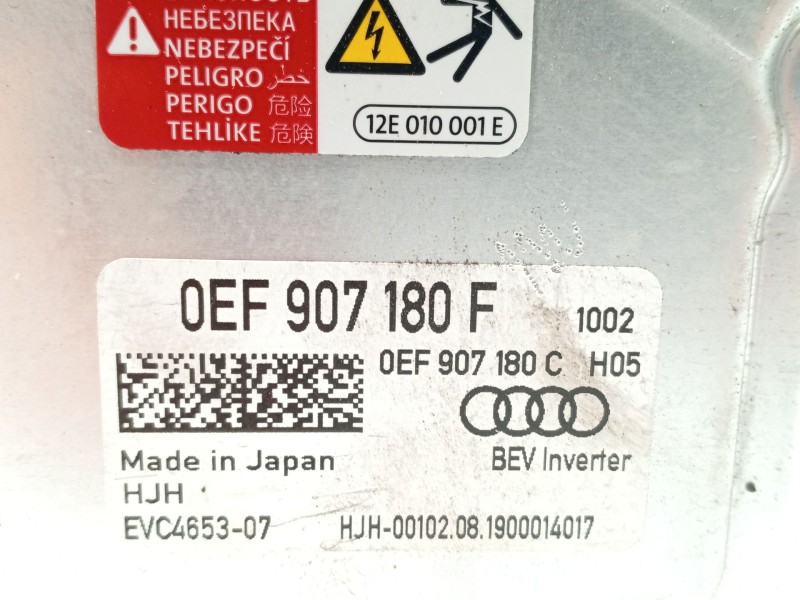 НЕБЕЗПЕКА
NEBEZPEČÍ
PELIGRO خطر
PERIGO 危险
TEHLİKE 危険
12E 010 001 E
0EF 907 180 F 1002
0EF 907 180 C H05
Made in Japan BEV Inverter
HJH
EVC4653-07 HJH-00102.08.1900014017